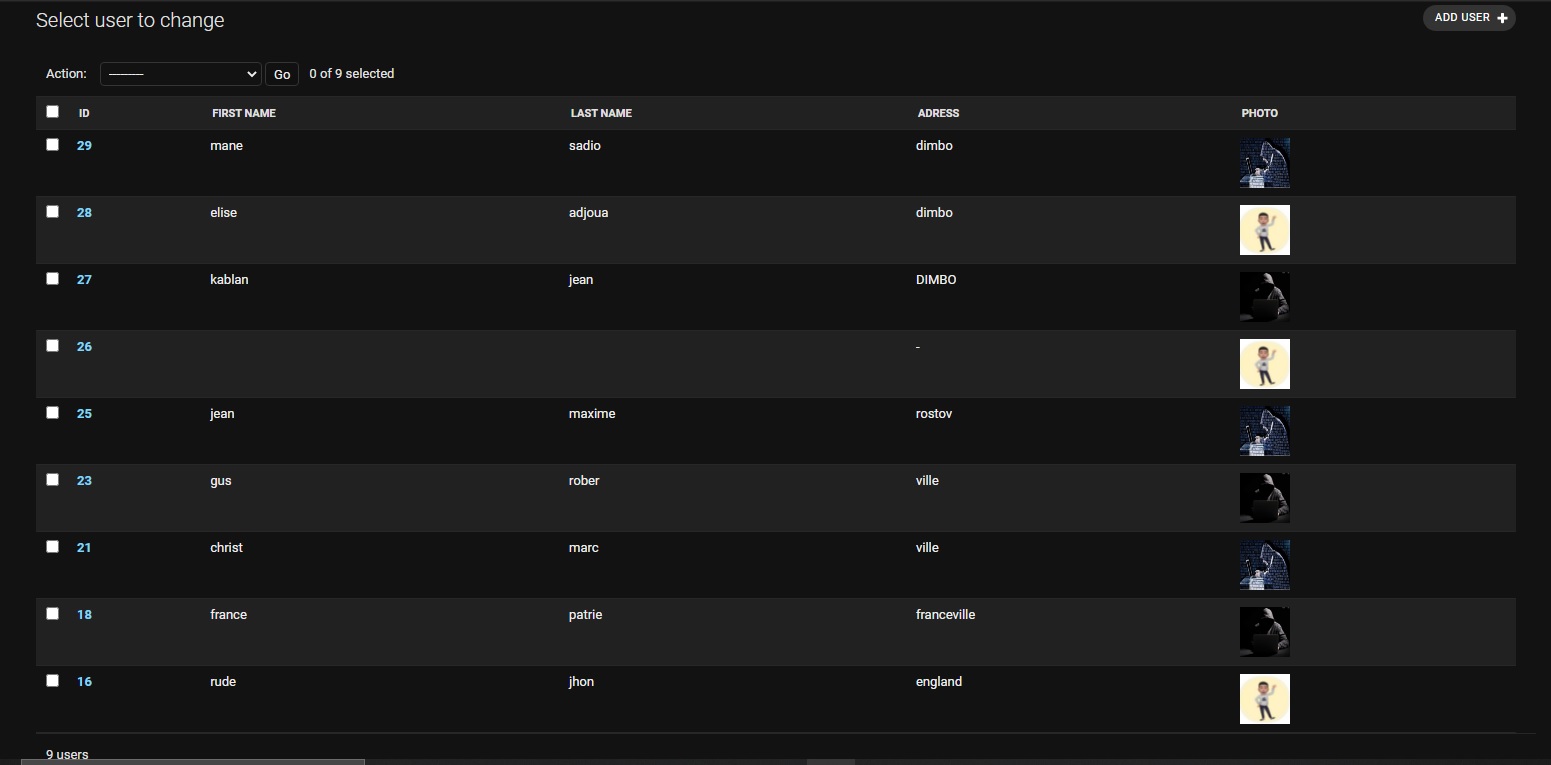 Select user to change
ADD USER +
Action: --------- Go 0 of 9 selected
ID FIRST NAME LAST NAME ADRESS PHOTO
29 mane sadio dimbo
28 elise adjoua dimbo
27 kablan jean DIMBO
26 -
25 jean maxime rostov
23 gus rober ville
21 christ marc ville
18 france patrie franceville
16 rude jhon england
9 users